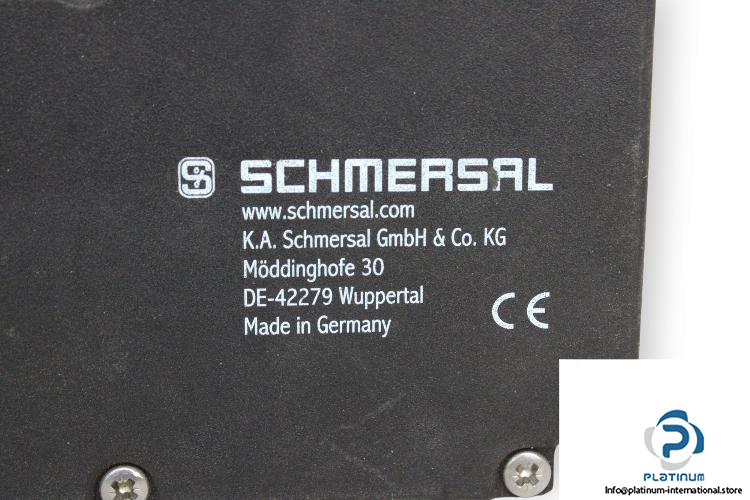 SCHMERSAL
www.schmersal.com
K.A. Schmersal GmbH & Co. KG
Möddinghofe 30
DE-42279 Wuppertal
Made in Germany
CE
PLATINUM
Info@platinum-international.store